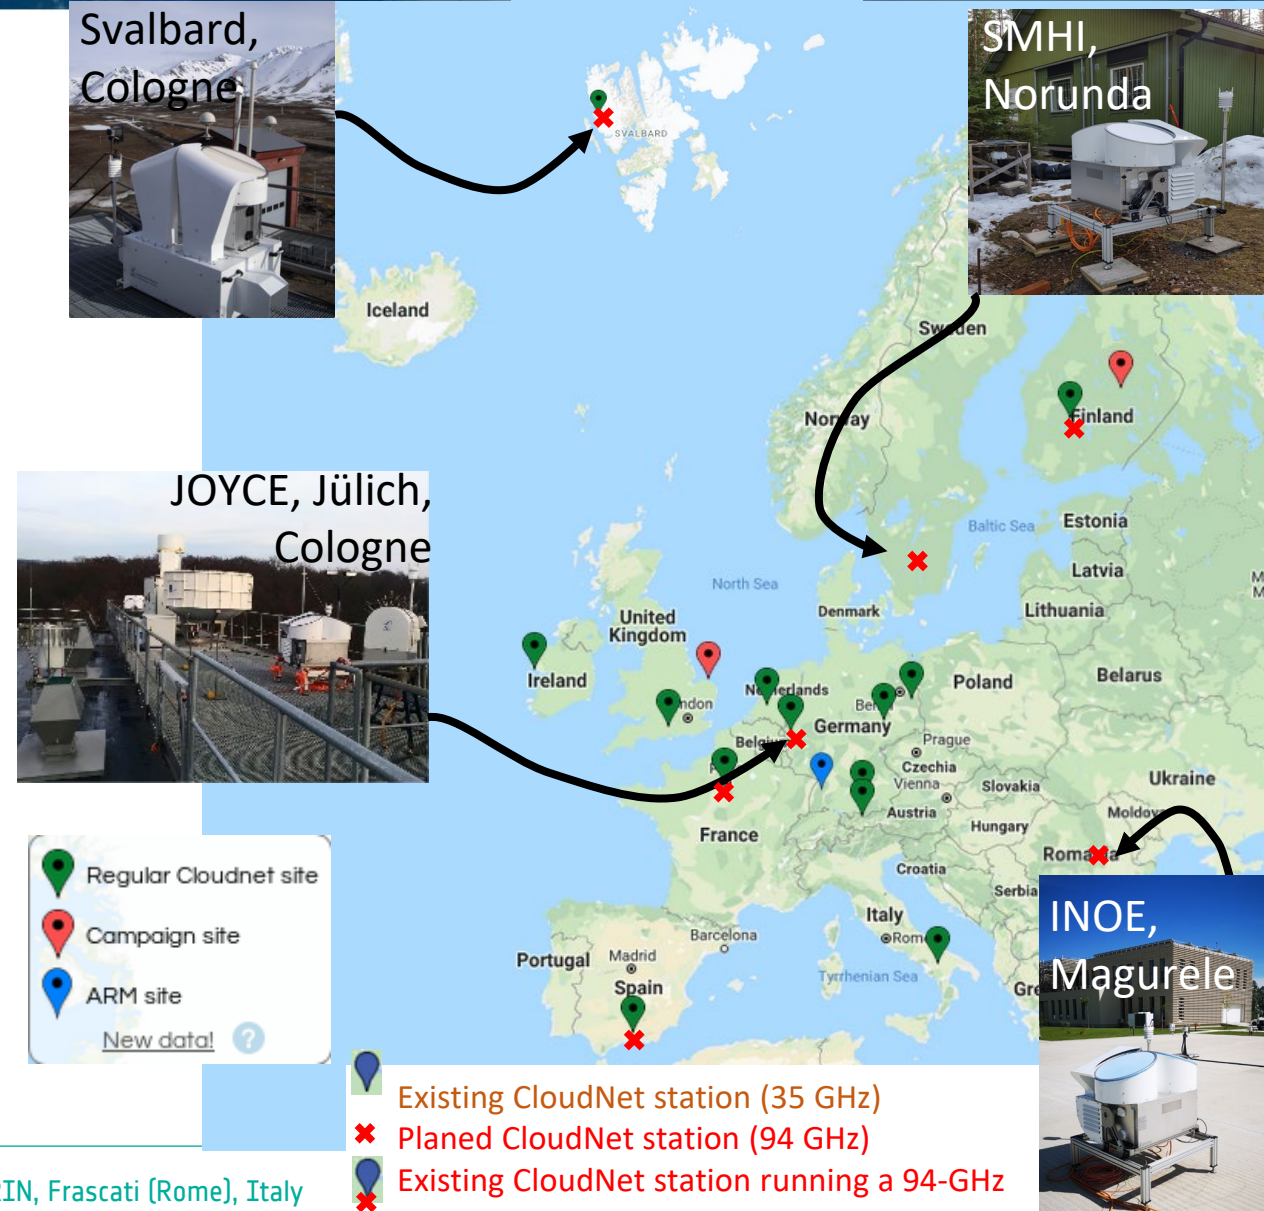 Svalbard,
Cologne
SMHI,
Norunda
SVALBARD
Iceland
Sweden
Norway
Finland
JOYCE, Jülich,
Cologne
Baltic Sea
Estonia
Latvia
Lithuania
North Sea
Denmark
United
Kingdom
Ireland
Netherlands
Poland
Belarus
Germany
Prague
Czechia
Vienna
Slovakia
Ukraine
Austria
Hungary
France
Croatia
Serbia
Italy
Barcelona
Portugal
Madrid
Spain
Tyrrhenian Sea
Regular Cloudnet site
Campaign site
ARM site
New data!
?
INOE,
Magurele
Existing CloudNet station (35 GHz)
Planed CloudNet station (94 GHz)
Existing CloudNet station running a 94-GHz
RIN, Frascati (Rome), Italy